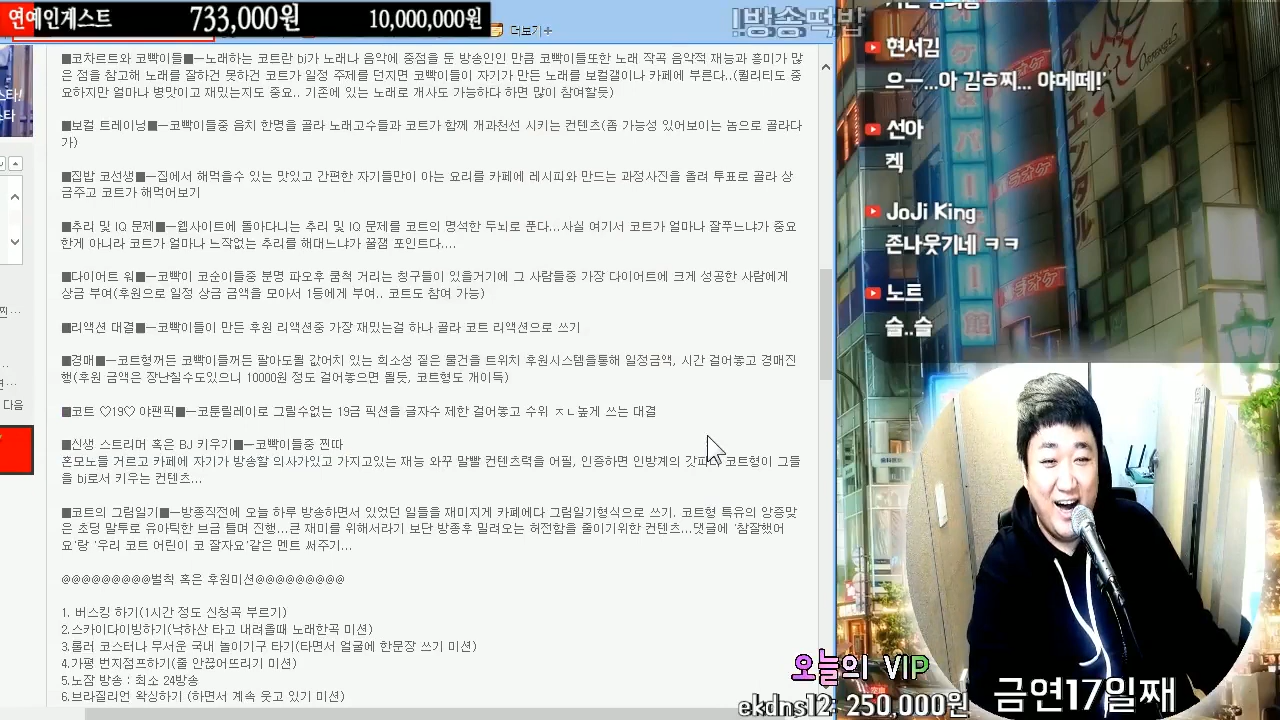 연예인게스트 733,000원 10,000,000원
더보기+
!방송떡밥
■코차르트와 코빡이들■ㅡ노래하는 코트란 bj가 노래나 음악에 중점을 둔 방송인인 만큼 코빡이들또한 노래 작곡 음악적 재능과 흥미가 많
은 점을 참고해 노래를 잘하건 못하건 코트가 일정 주제를 던지면 코빡이들이 자기가 만든 노래를 보컬갤이나 카페에 부른다..(퀄리티도 중
요하지만 얼마나 병맛이고 재밌는지도 중요.. 기존에 있는 노래로 개사도 가능하다 하면 많이 참여할듯)
■보컬 트레이닝■ㅡ코빡이들중 음치 한명을 골라 노래고수들과 코트가 함께 개과천선 시키는 컨텐츠(좀 가능성 있어보이는 놈으로 골라다
가)
■집밥 코선생■ㅡ집에서 해먹을수 있는 맛있고 간편한 자기들만이 아는 요리를 카페에 레시피와 만드는 과정사진을 올려 투표로 골라 상
금주고 코트가 해먹어보기
■추리 및 IQ 문제■ㅡ웹사이트에 돌아다니는 추리 및 IQ 문제를 코트의 명석한 두뇌로 푼다...사실 여기서 코트가 얼마나 잘푸느냐가 중요
한게 아니라 코트가 얼마나 느작없는 추리를 해대느냐가 꿀잼 포인트다....
■다이어트 워■ㅡ코빡이 코순이들중 분명 파오후 쿰척 거리는 칭구들이 있을거기에 그 사람들중 가장 다이어트에 크게 성공한 사람에게
상금 부여(후원으로 일정 상금 금액을 모아서 1등에게 부여.. 코트도 참여 가능)
■리액션 대결■ㅡ코빡이들이 만든 후원 리액션중 가장 재밌는걸 하나 골라 코트 리액션으로 쓰기
■경매■ㅡ코트형꺼든 코빡이들꺼든 팔아도될 값어치 있는 희소성 짙은 물건을 트위치 후원시스템을통해 일정금액, 시간 걸어놓고 경매진
행(후원 금액은 장난칠수도있으니 10000원 정도 걸어놓으면 될듯, 코트형도 개이득)
■코트 ♡19♡ 야팬픽■ㅡ코툰릴레이로 그릴수없는 19금 픽션을 글자수 제한 걸어놓고 수위 ㅈㄴ높게 쓰는 대결
■신생 스트리머 혹은 BJ 키우기■ㅡ코빡이들중 찐따
혼모노들 거르고 카페에 자기가 방송할 의사가있고 가지고있는 재능 와꾸 말빨 컨텐츠력을 어필, 인증하면 인방계의 갓파더 코트형이 그들
을 bj로서 키우는 컨텐츠...
■코트의 그림일기■ㅡ방종직전에 오늘 하루 방송하면서 있었던 일들을 재미지게 카페에다 그림일기형식으로 쓰기, 코트형 특유의 앙증맞
은 초딩 말투로 유아틱한 브금 틀며 진행...큰 재미를 위해서라기 보단 방종후 밀려오는 허전함을 줄이기위한 컨텐츠...댓글에 '참잘했어
요'랑 '우리 코트 어린이 코 잘자요'같은 멘트 써주기...
@@@@@@@@@벌칙 혹은 후원미션@@@@@@@@@
1. 버스킹 하기(1시간 정도 신청곡 부르기)
2.스카이다이빙하기(낙하산 타고 내려올때 노래한곡 미션)
3.롤러 코스터나 무서운 국내 놀이기구 타기(타면서 얼굴에 한문장 쓰기 미션)
4.가평 번지점프하기(폴 안끊어뜨리기 미션)
5.노잠 방송 : 최소 24방송
6.브라질리언 왁싱하기(하면서 계속 웃고 있기 미션)
스타!
스타
다음
현서김
으ㅡ...아 김ㅎ찌... 야메떼!'
선아
켁
JoJi King
존나웃기네 ㅋㅋ
노트
슬..슬
오늘의 VIP
ekdns12: 250,000원
금연17일째